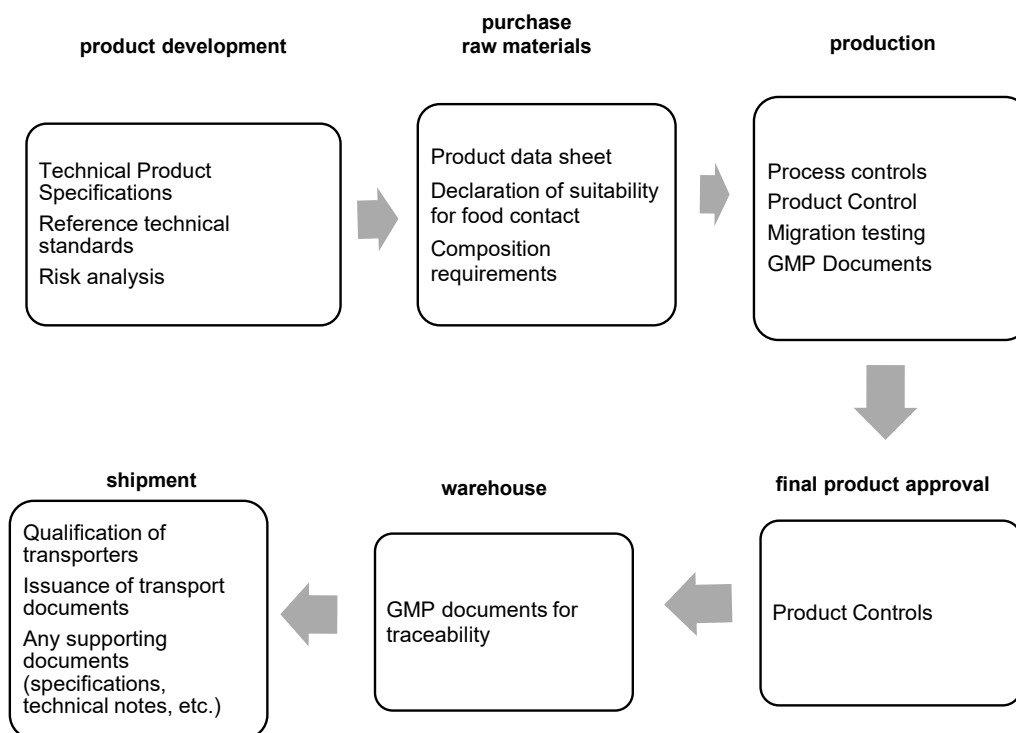 product development
Technical Product
Specifications
Reference technical
standards
Risk analysis
purchase
raw materials
Product data sheet
Declaration of suitability
for food contact
Composition
requirements
production
Process controls
Product Control
Migration testing
GMP Documents
final product approval
Product Controls
warehouse
GMP documents for
traceability
shipment
Qualification of
transporters
Issuance of transport
documents
Any supporting
documents
(specifications,
technical notes, etc.)